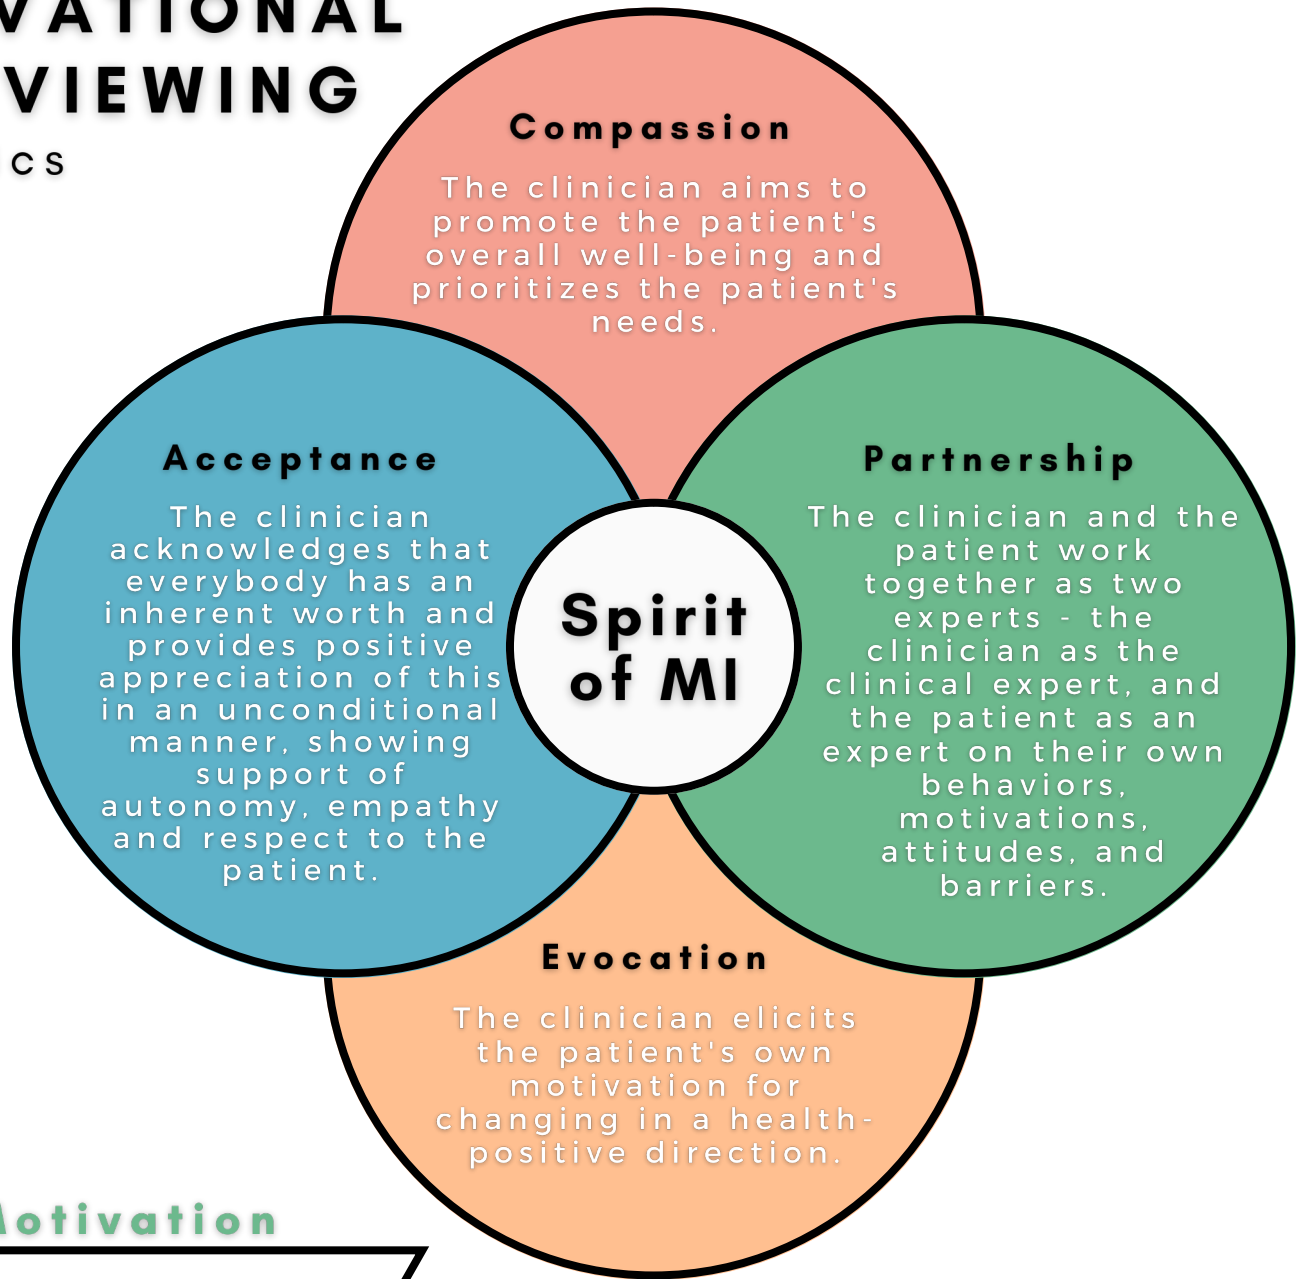 VATIONAL
VIEWING
cs
Compassion
The clinician aims to
promote the patient's
overall well-being and
prioritizes the patient's
needs.
Acceptance
The clinician
acknowledges that
everybody has an
inherent worth and
provides positive
appreciation of this
in an unconditional
manner, showing
support of
autonomy, empathy
and respect to the
patient.
Spirit
of MI
Partnership
The clinician and the
patient work
together as two
experts - the
clinician as the
clinical expert, and
the patient as an
expert on their own
behaviors,
motivations,
attitudes, and
barriers.
Evocation
The clinician elicits
the patient's own
motivation for
changing in a health-
positive direction.
Motivation